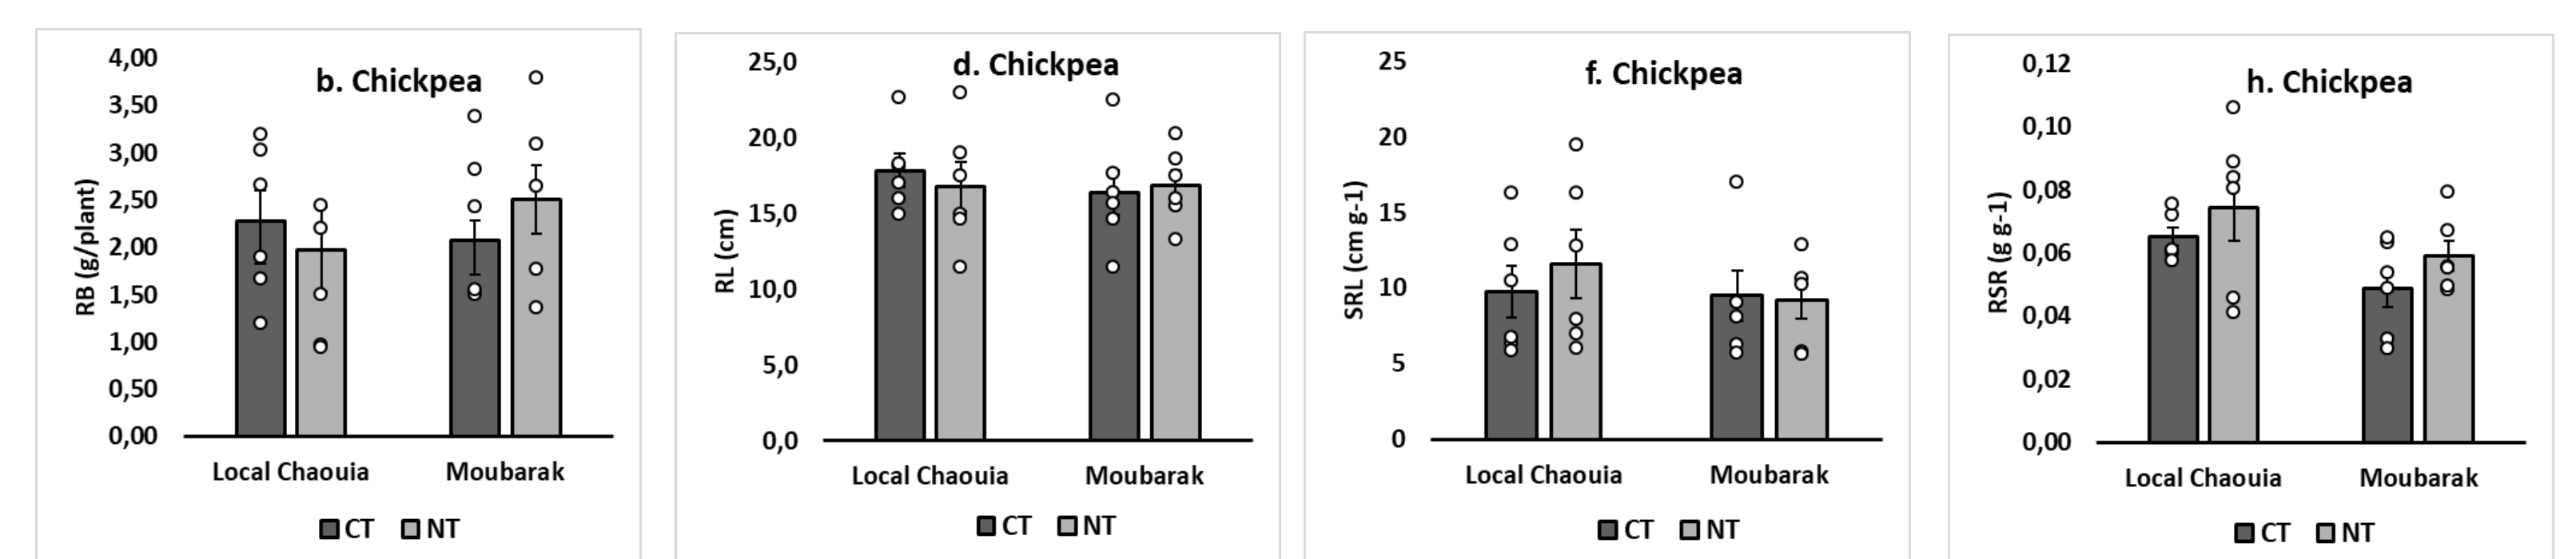 b. Chickpea
RB (g/plant)
4,00
3,50
3,00
2,50
2,00
1,50
1,00
0,50
0,00
Local Chaouia Moubarak
CT NT
d. Chickpea
RL (cm)
25,0
20,0
15,0
10,0
5,0
0,0
Local Chaouia Moubarak
CT NT
f. Chickpea
SRL (cm g-1)
25
20
15
10
5
0
Local Chaouia Moubarak
CT NT
h. Chickpea
RSR (g g-1)
0,12
0,10
0,08
0,06
0,04
0,02
0,00
Local Chaouia Moubarak
CT NT